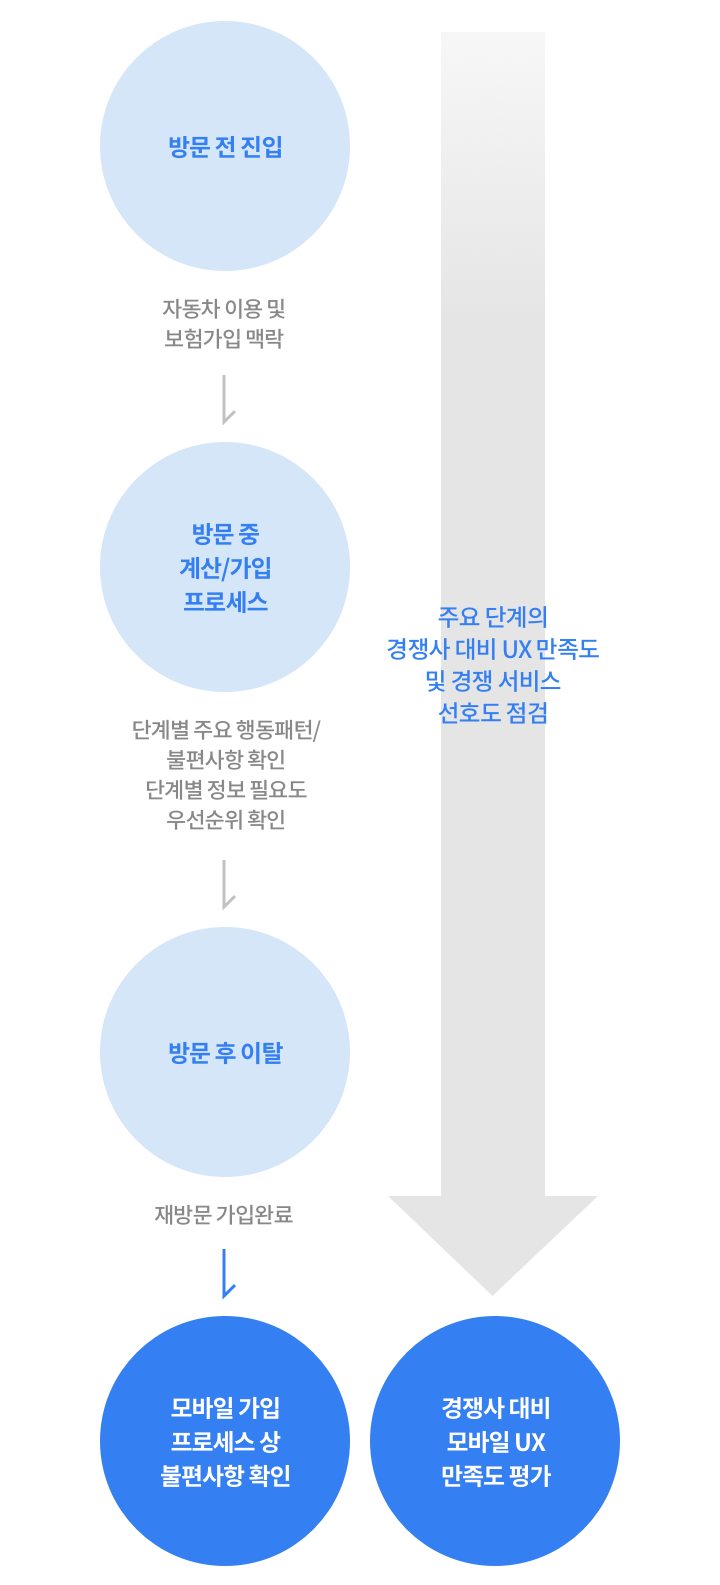 방문 전 진입
자동차 이용 및
보험가입 맥락
방문 중
계산/가입
프로세스
단계별 주요 행동패턴/
불편사항 확인
단계별 정보 필요도
우선순위 확인
방문 후 이탈
재방문 가입완료
모바일 가입
프로세스 상
불편사항 확인
주요 단계의
경쟁사 대비 UX 만족도
및 경쟁 서비스
선호도 점검
경쟁사 대비
모바일 UX
만족도 평가